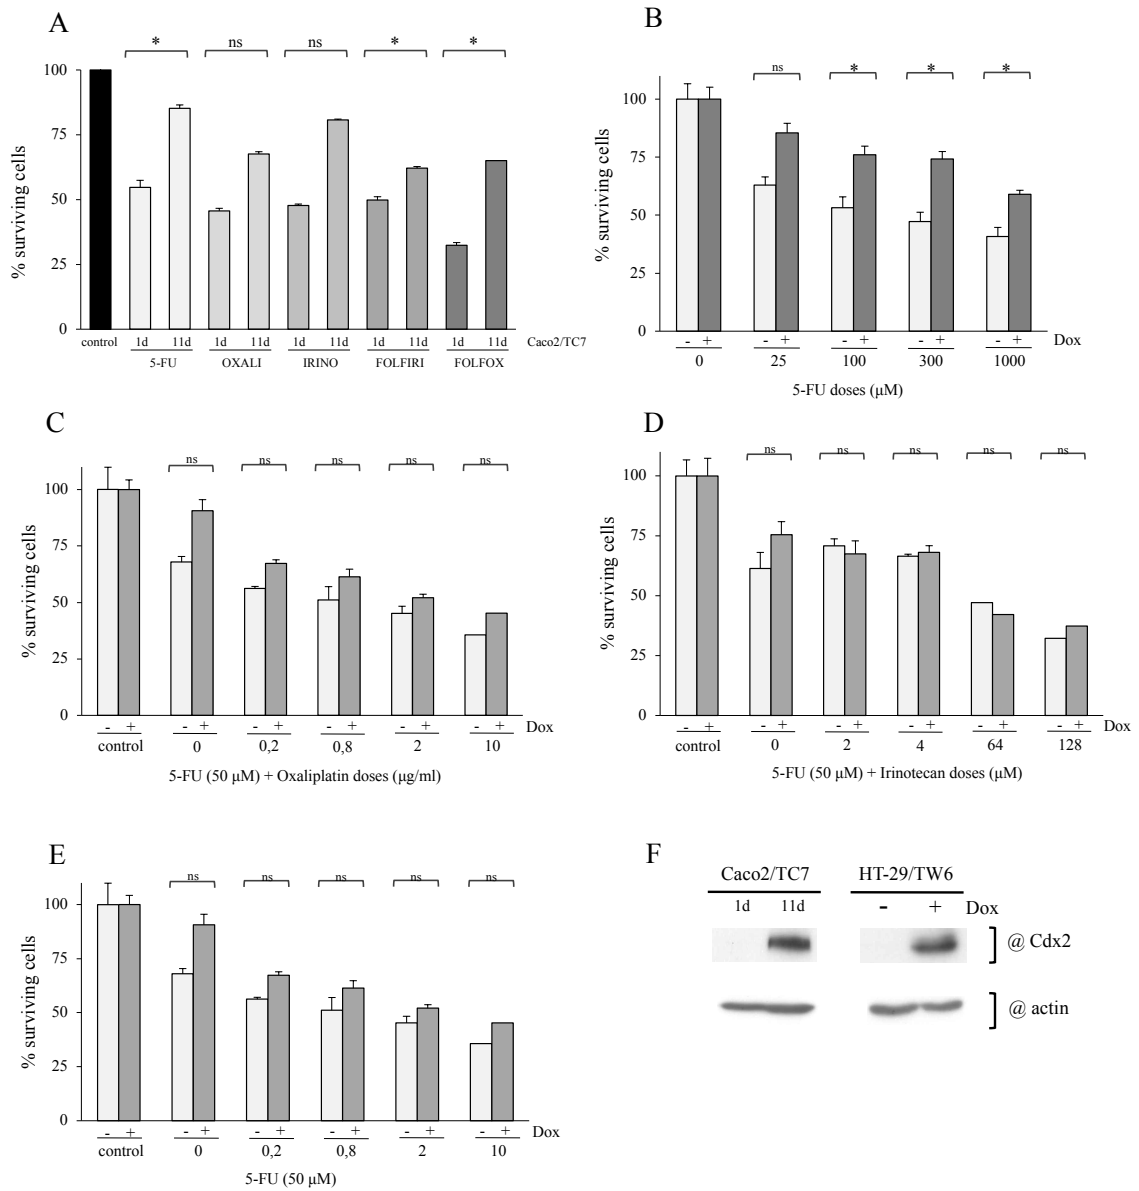 A
* ns ns * *
100
75
50
25
0
% surviving cells
control 1d 11d 1d 11d 1d 11d 1d 11d 1d 11d Caco2/TC7
5-FU OXALI IRINO FOLFIRI FOLFOX
B
ns * * *
100
75
50
25
0
% surviving cells
- + - + - + - + - + Dox
0 25 100 300 1000
5-FU doses (μM)
C
ns ns ns ns ns
100
75
50
25
0
% surviving cells
- + - + - + - + - + - + Dox
control 0 0,2 0,8 2 10
5-FU (50 μM) + Oxaliplatin doses (μg/ml)
D
ns ns ns ns ns
100
75
50
25
0
% surviving cells
- + - + - + - + - + - + Dox
control 0 2 4 64 128
5-FU (50 μM) + Irinotecan doses (μM)
E
ns ns ns ns ns
100
75
50
25
0
% surviving cells
- + - + - + - + - + - + Dox
control 0 0,2 0,8 2 10
5-FU (50 μM)
F
Caco2/TC7 HT-29/TW6
1d 11d - + Dox
@ Cdx2
@ actin